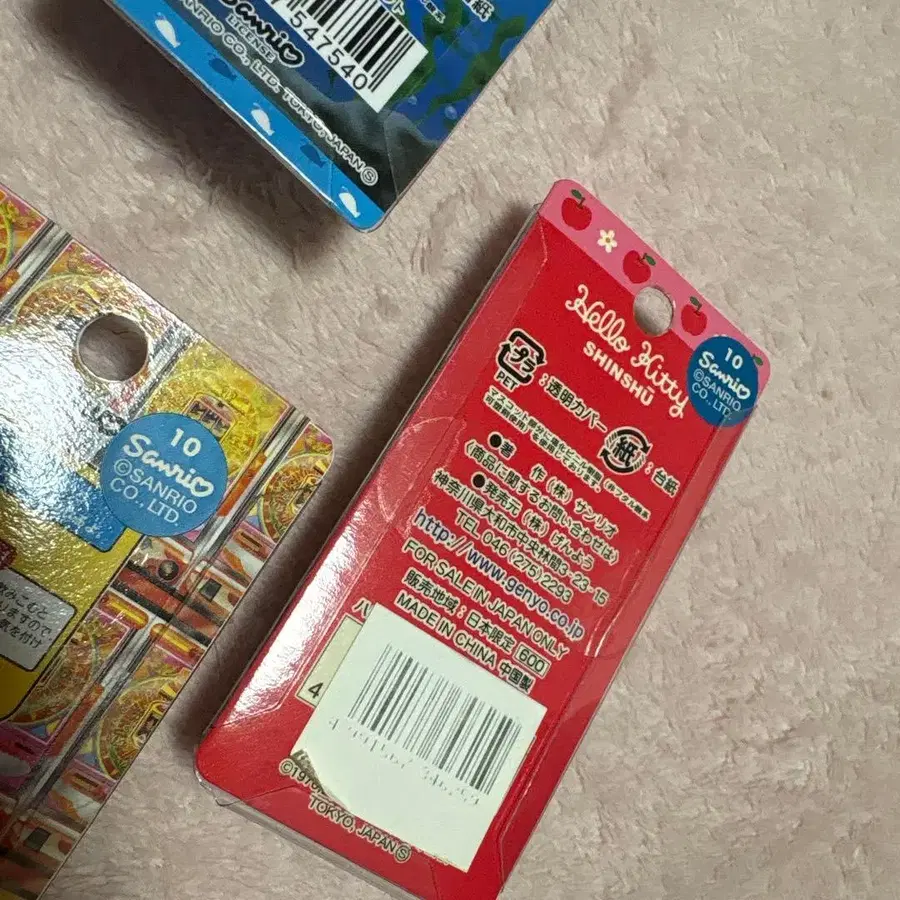 547540
Sanrio
LICENSE
SANRIO CO., LTD. TOKYO, JAPAN Ⓢ
10
Sanrio
©SANRIO
CO., LTD.
Hello Kitty
SHINSHŪ
10
Sanrio
©SANRIO
CO., LTD.
プラ
PET
:透明カバー
紙
:台紙
●著 作 (株) サンリオ
(商品に関するお問い合わせは)
●発売元 (株) げんよう
神奈川県大和市中央林間3-23-15
TEL 046 (275) 2293
http://www.genyo.co.jp
FOR SALE IN JAPAN ONLY
販売地域:日本限定 600
MADE IN CHINA 中国製
4
TOKYO, JAPAN Ⓢ